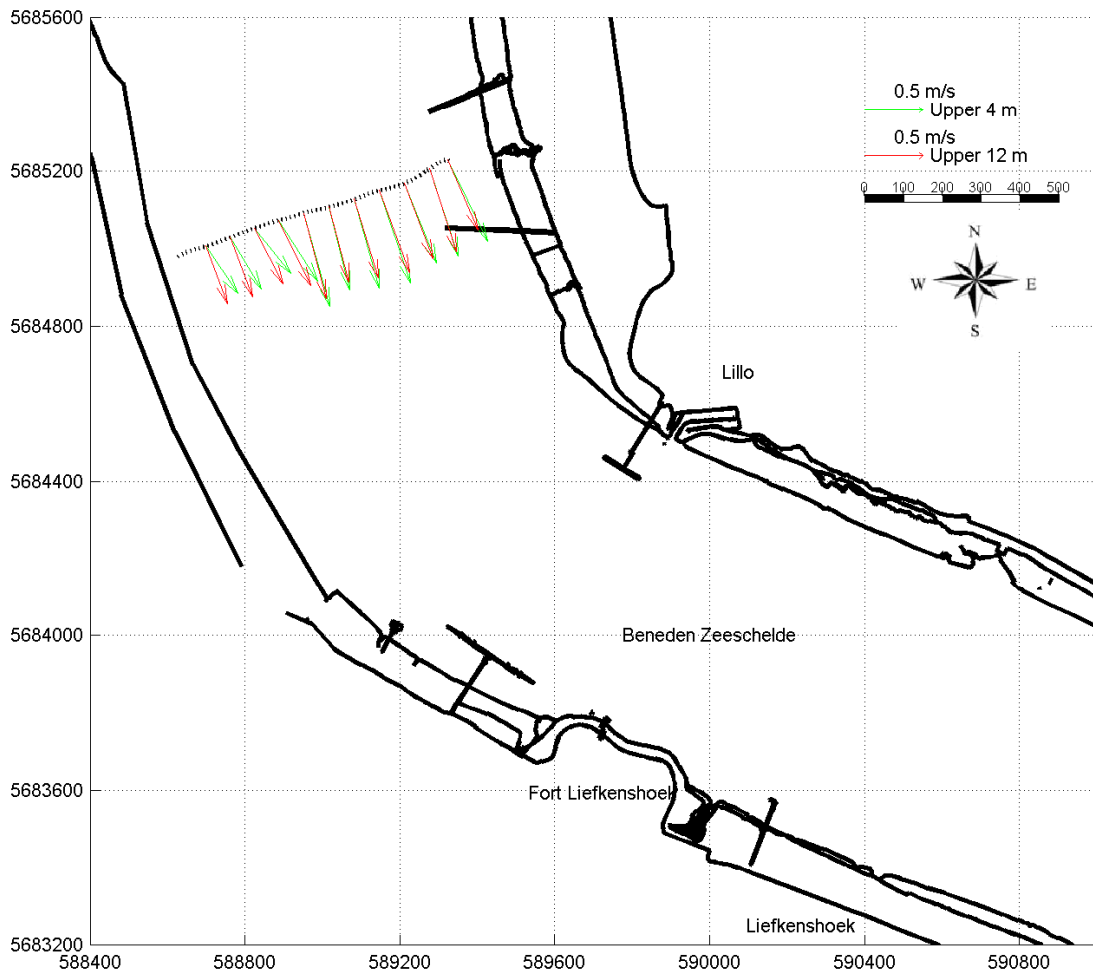 5685600
0.5 m/s
Upper 4 m
0.5 m/s
Upper 12 m
5685200
0 100 200 300 400 500
N
W E
S
5684800
Lillo
5684400
5684000
Beneden Zeeschelde
5683600
Fort Liefkenshoek
Liefkenshoek
5683200
588400 588800 589200 589600 590000 590400 590800